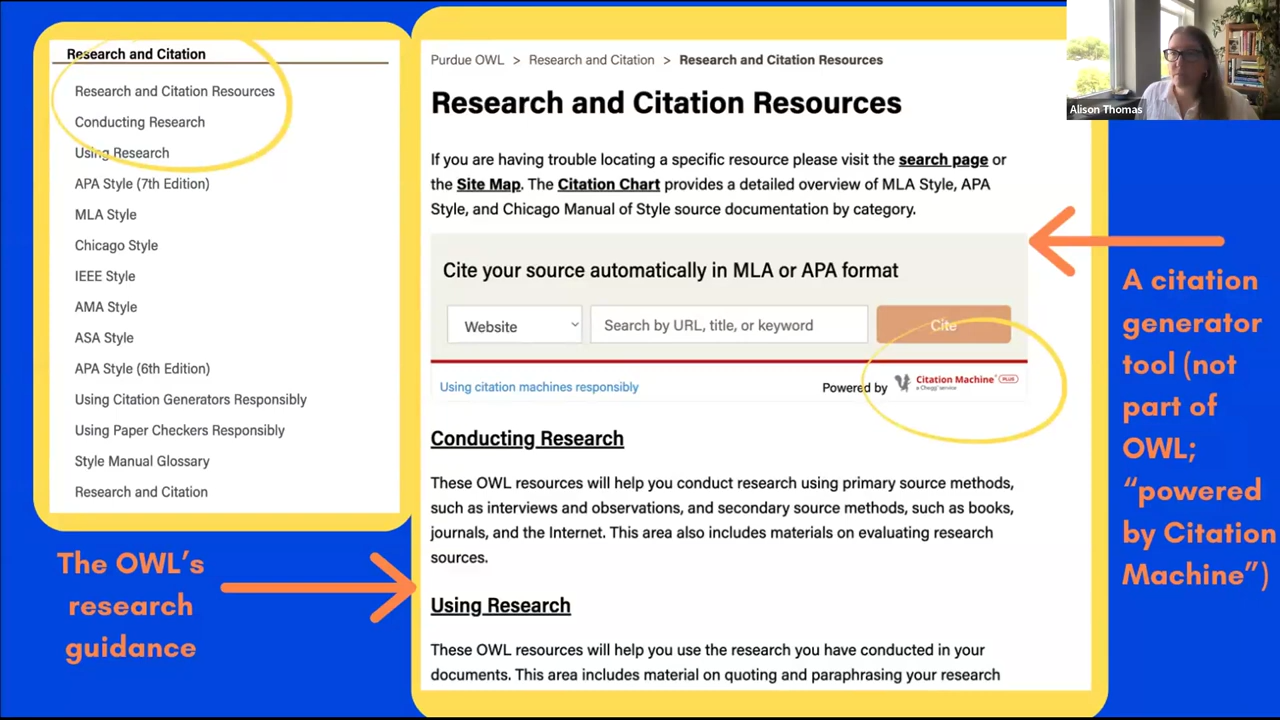 Research and Citation
Research and Citation Resources
Conducting Research
Using Research
APA Style (7th Edition)
MLA Style
Chicago Style
IEEE Style
AMA Style
ASA Style
APA Style (6th Edition)
Using Citation Generators Responsibly
Using Paper Checkers Responsibly
Style Manual Glossary
Research and Citation
The OWL’s
research
guidance
Purdue OWL > Research and Citation > Research and Citation Resources
Research and Citation Resources
If you are having trouble locating a specific resource please visit the search page or
the Site Map. The Citation Chart provides a detailed overview of MLA Style, APA
Style, and Chicago Manual of Style source documentation by category.
Cite your source automatically in MLA or APA format
Website Search by URL, title, or keyword Cite
Using citation machines responsibly Powered by Citation Machine® PLUS
a Chegg service
Conducting Research
These OWL resources will help you conduct research using primary source methods,
such as interviews and observations, and secondary source methods, such as books,
journals, and the Internet. This area also includes materials on evaluating research
sources.
Using Research
These OWL resources will help you use the research you have conducted in your
documents. This area includes material on quoting and paraphrasing your research
Alison Thomas
A citation
generator
tool (not
part of
OWL;
“powered
by Citation
Machine”)